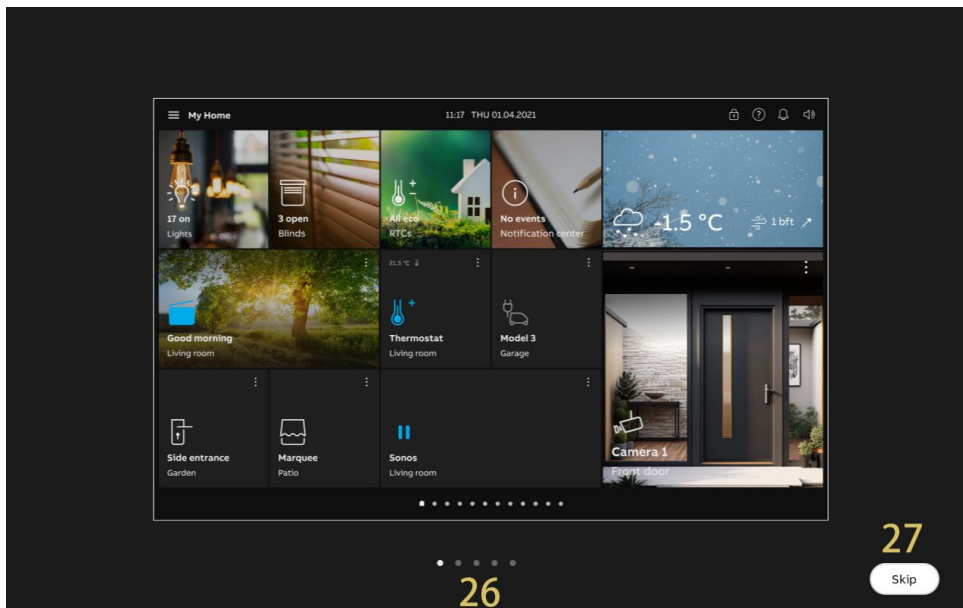 My Home
11:17 THU 01.04.2021
17 on
Lights
3 open
Blinds
All eco
RTCs
No events
Notification center
-1.5 °C
1 bft
Good morning
Living room
21.5 °C
Thermostat
Living room
Model 3
Garage
Camera 1
Front door
Side entrance
Garden
Marquee
Patio
Sonos
Living room
26
27
Skip